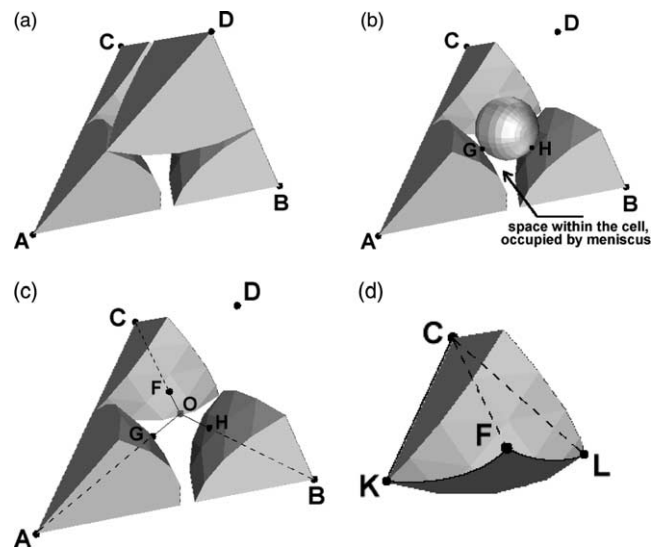 (a)
C
D
A
B
(b)
D
C
G
H
A
B
space within the cell,
occupied by meniscus
(c)
D
C
F
O
G
H
A
B
(d)
C
F
K
L